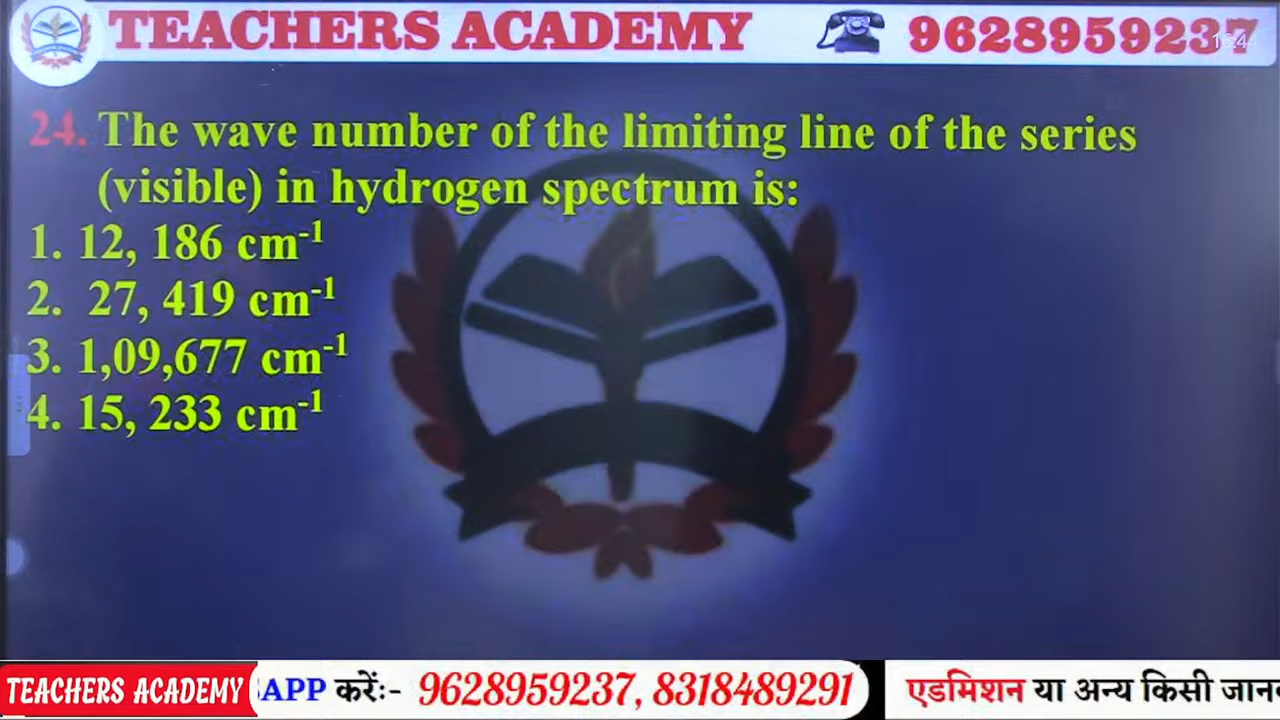 TEACHERS ACADEMY 9628959237
24. The wave number of the limiting line of the series
(visible) in hydrogen spectrum is:
1. 12, 186 cm⁻¹
2. 27, 419 cm⁻¹
3. 1,09,677 cm⁻¹
4. 15, 233 cm⁻¹
TEACHERS ACADEMY APP करें:- 9628959237, 8318489291 एडमिशन या अन्य किसी